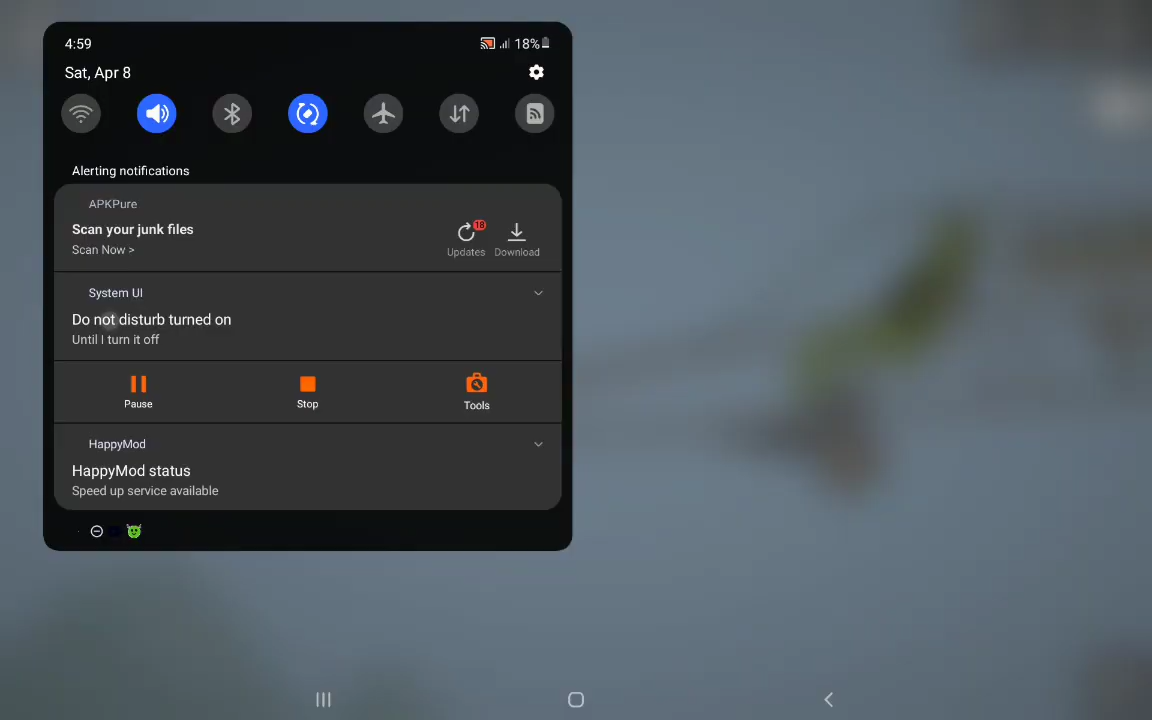 4:59
18%
Sat, Apr 8
Alerting notifications
APKPure
Scan your junk files
Scan Now >
18
Updates
Download
System UI
Do not disturb turned on
Until I turn it off
Pause
Stop
Tools
HappyMod
HappyMod status
Speed up service available